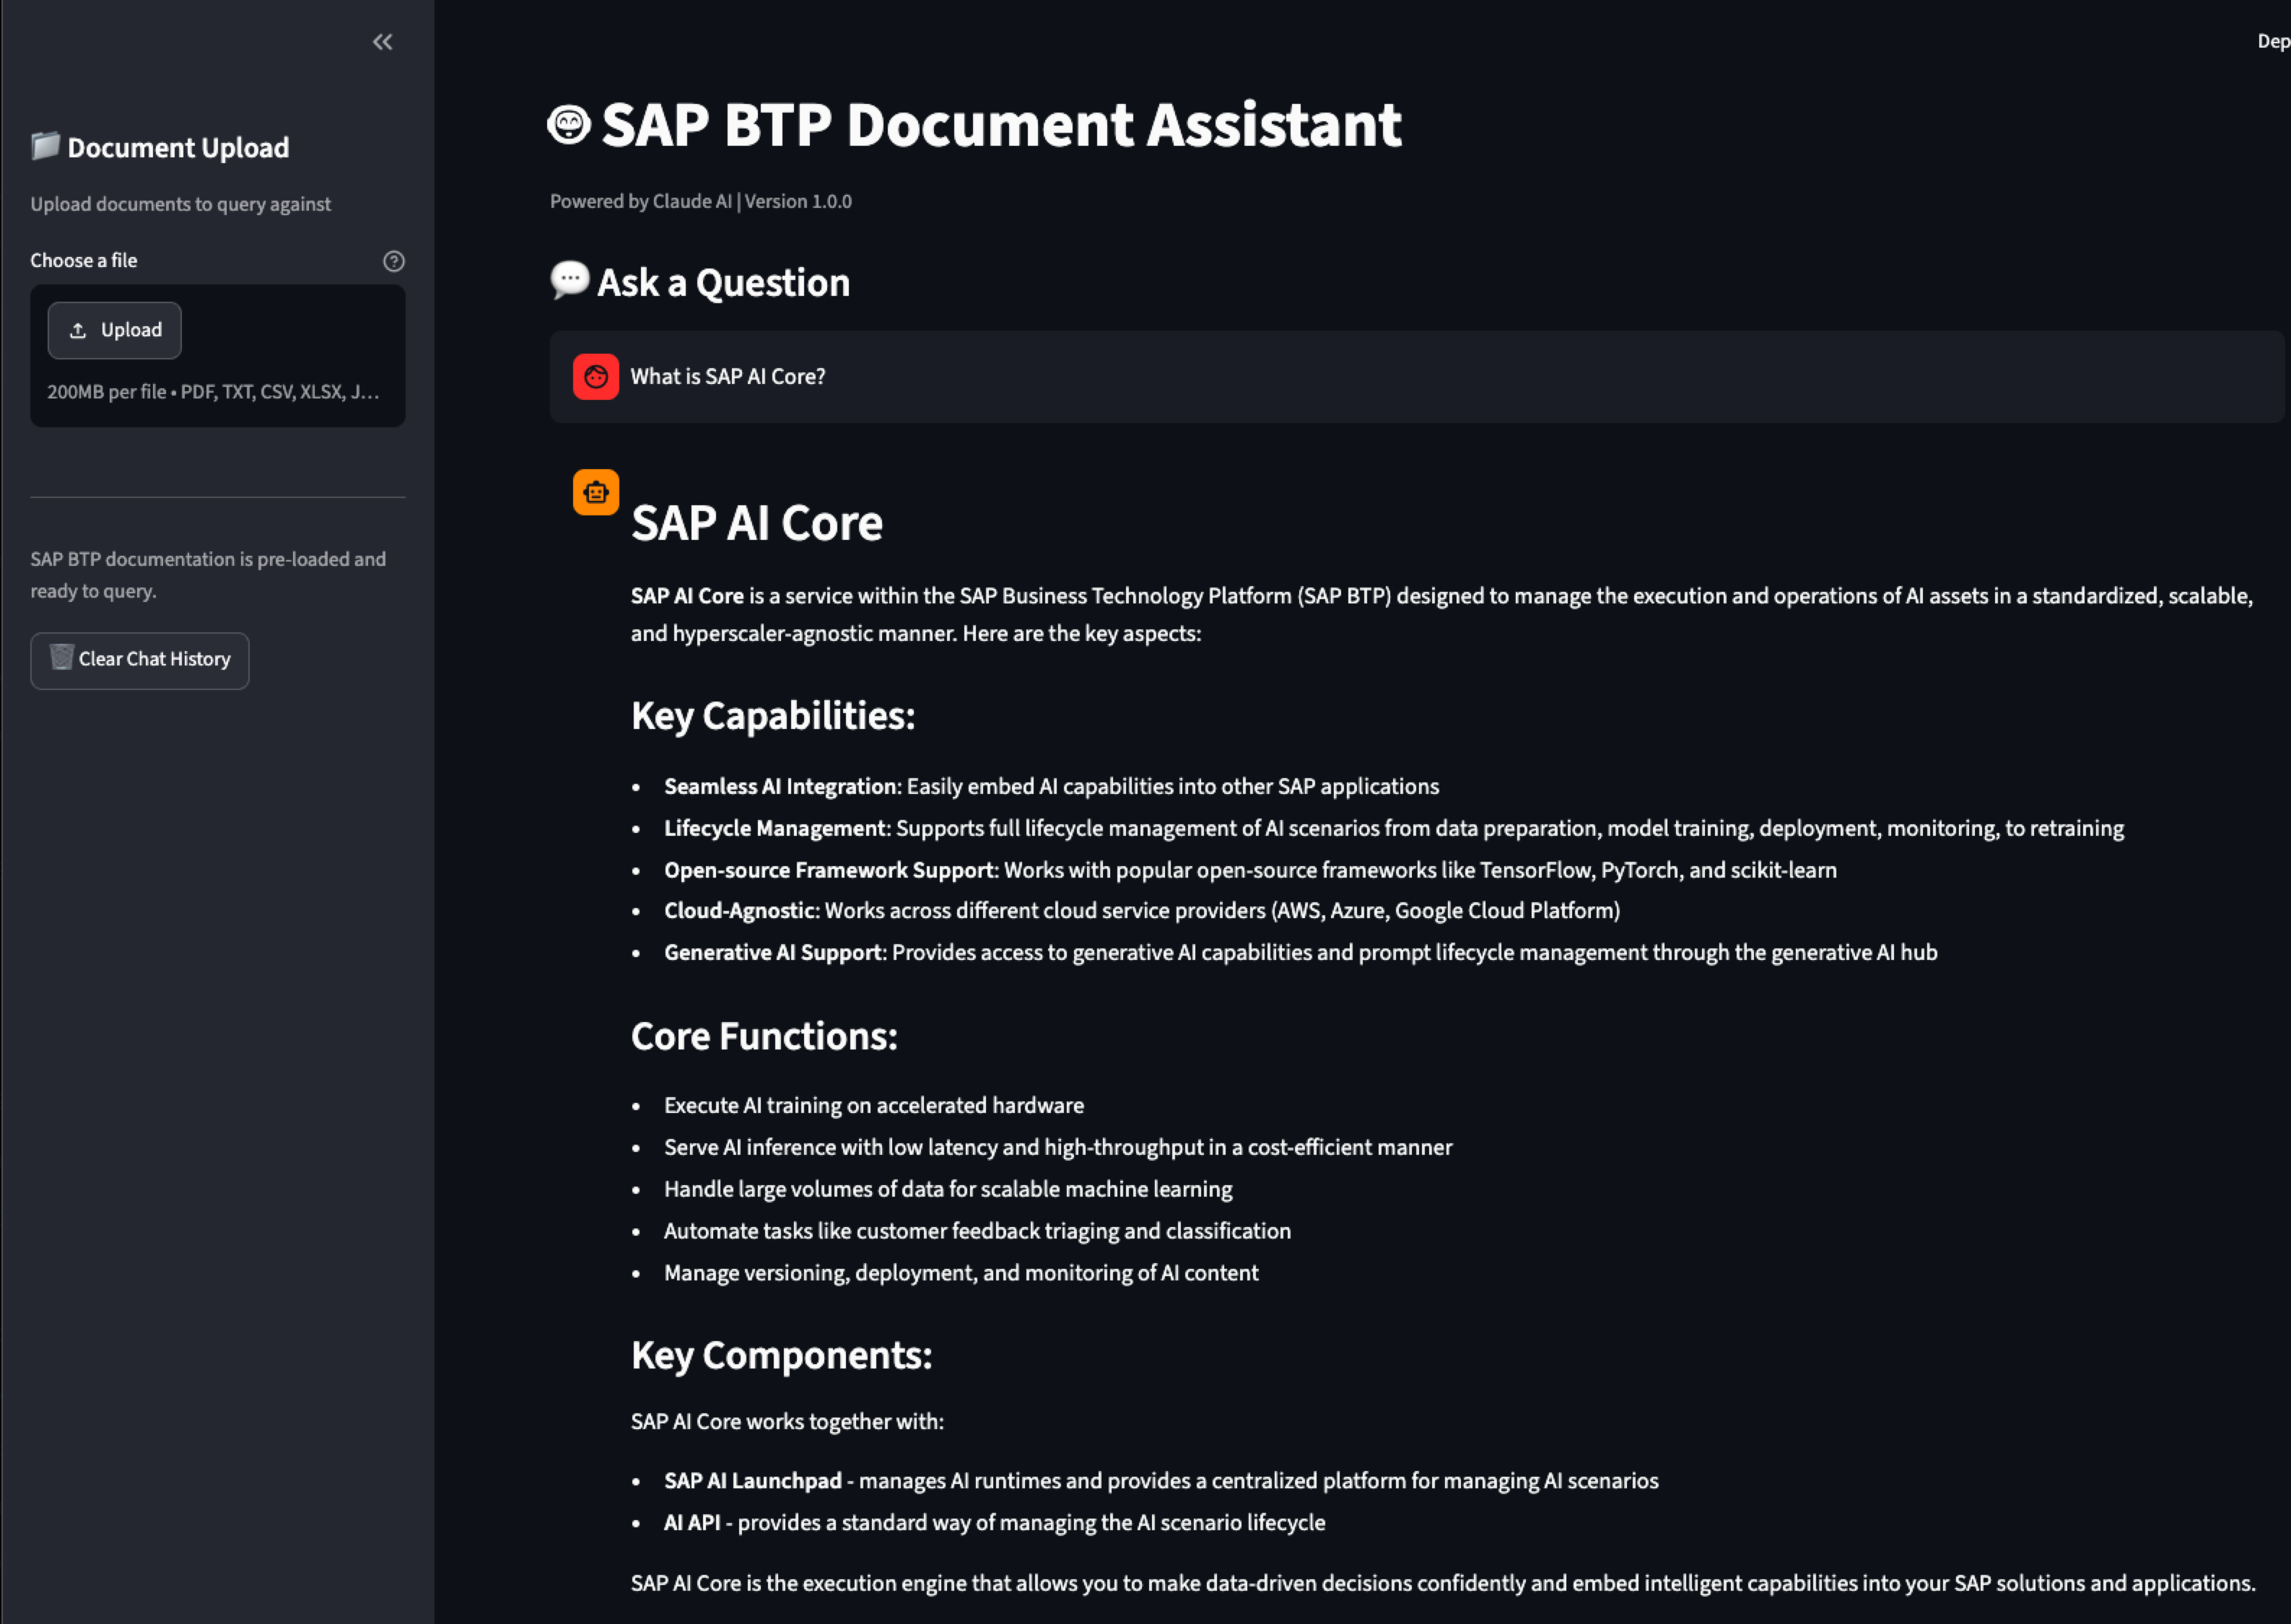 Dep
📁 Document Upload
Upload documents to query against
Choose a file
Upload
200MB per file • PDF, TXT, CSV, XLSX, J...
SAP BTP documentation is pre-loaded and
ready to query.
🗑️ Clear Chat History
SAP BTP Document Assistant
Powered by Claude AI | Version 1.0.0
💬 Ask a Question
What is SAP AI Core?
SAP AI Core
SAP AI Core is a service within the SAP Business Technology Platform (SAP BTP) designed to manage the execution and operations of AI assets in a standardized, scalable,
and hyperscaler-agnostic manner. Here are the key aspects:
Key Capabilities:
• Seamless AI Integration: Easily embed AI capabilities into other SAP applications
• Lifecycle Management: Supports full lifecycle management of AI scenarios from data preparation, model training, deployment, monitoring, to retraining
• Open-source Framework Support: Works with popular open-source frameworks like TensorFlow, PyTorch, and scikit-learn
• Cloud-Agnostic: Works across different cloud service providers (AWS, Azure, Google Cloud Platform)
• Generative AI Support: Provides access to generative AI capabilities and prompt lifecycle management through the generative AI hub
Core Functions:
• Execute AI training on accelerated hardware
• Serve AI inference with low latency and high-throughput in a cost-efficient manner
• Handle large volumes of data for scalable machine learning
• Automate tasks like customer feedback triaging and classification
• Manage versioning, deployment, and monitoring of AI content
Key Components:
SAP AI Core works together with:
• SAP AI Launchpad - manages AI runtimes and provides a centralized platform for managing AI scenarios
• AI API - provides a standard way of managing the AI scenario lifecycle
SAP AI Core is the execution engine that allows you to make data-driven decisions confidently and embed intelligent capabilities into your SAP solutions and applications.